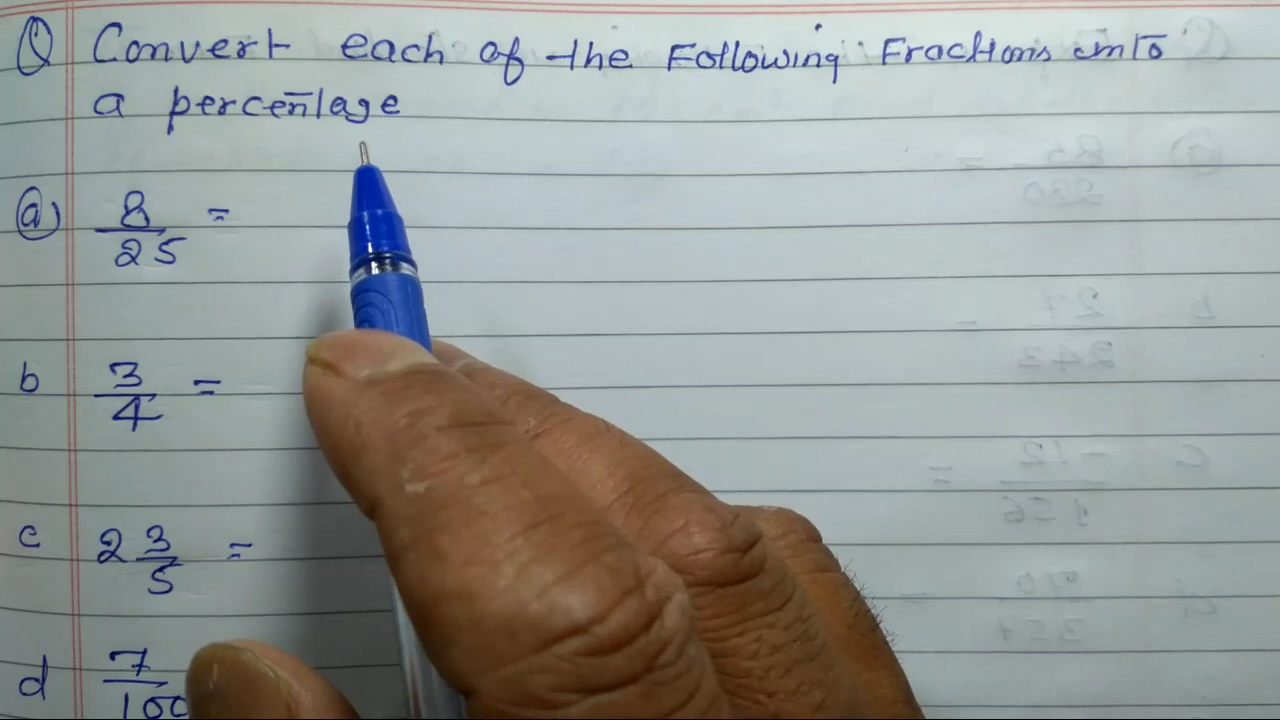 Q Convert each of the Following Fractions into
a percentage
(a) 8/25 =
b 3/4 =
c 2 3/5 =
d 7/100